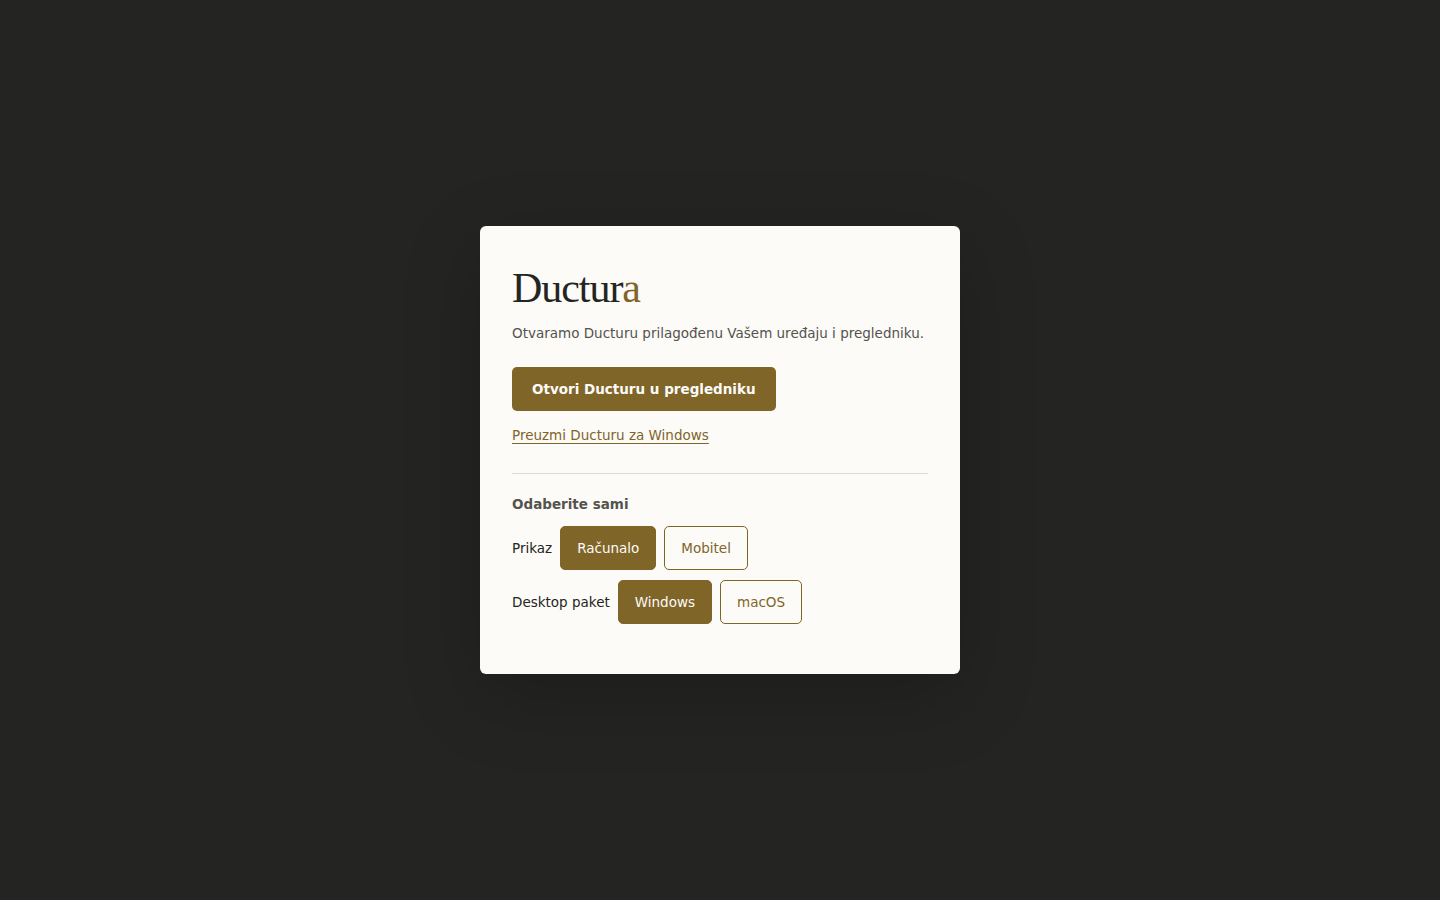 Ductura
Otvaramo Ducturu prilagođenu Vašem uređaju i pregledniku.
Otvori Ducturu u pregledniku
Preuzmi Ducturu za Windows
Odaberite sami
Prikaz Računalo Mobitel
Desktop paket Windows macOS